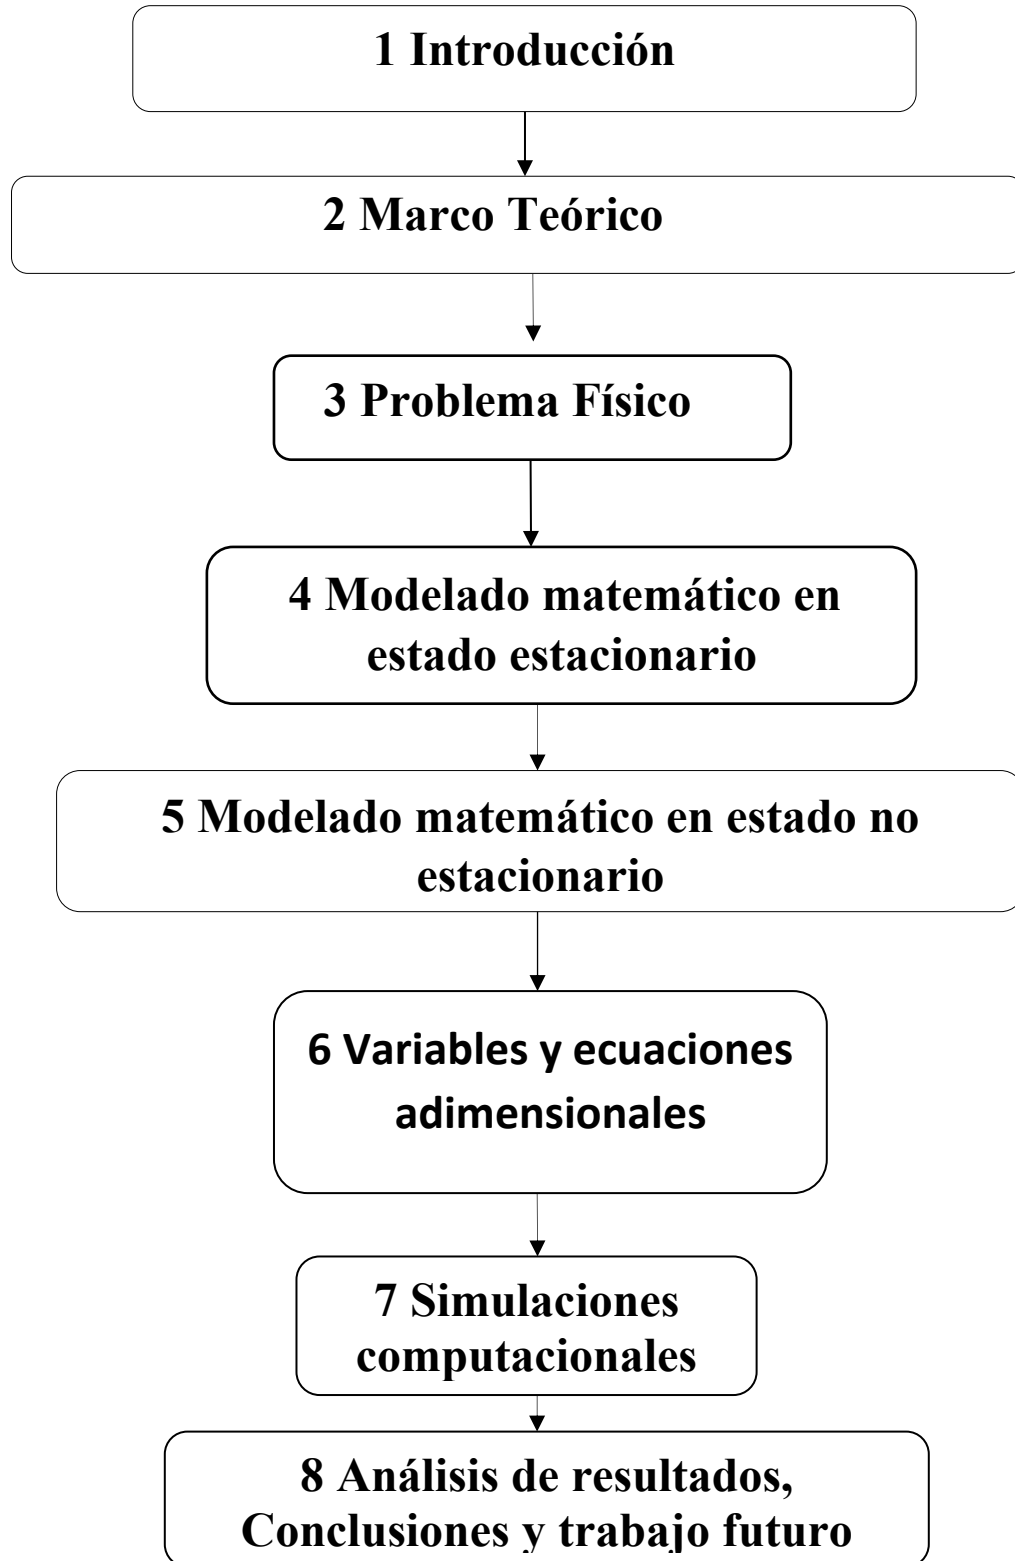 1 Introducción
2 Marco Teórico
3 Problema Físico
4 Modelado matemático en
estado estacionario
5 Modelado matemático en estado no
estacionario
6 Variables y ecuaciones
adimensionales
7 Simulaciones
computacionales
8 Análisis de resultados,
Conclusiones y trabajo futuro